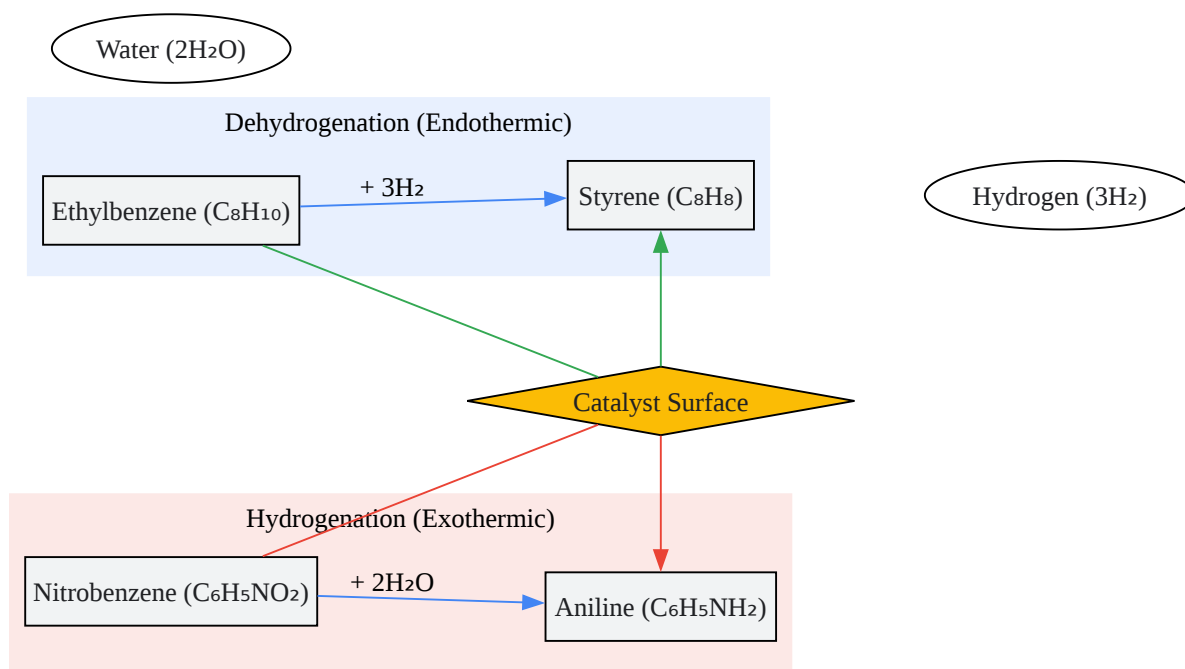 Water (2H₂O)
Dehydrogenation (Endothermic)
Ethylbenzene (C₈H₁₀)
+ 3H₂
Styrene (C₈H₈)
Hydrogen (3H₂)
Catalyst Surface
Hydrogenation (Exothermic)
Nitrobenzene (C₆H₅NO₂)
+ 2H₂O
Aniline (C₆H₅NH₂)